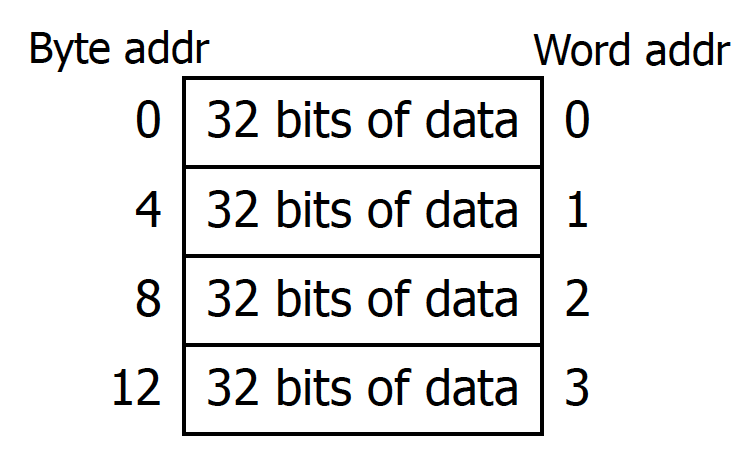 Byte addr Word addr
0 32 bits of data 0
4 32 bits of data 1
8 32 bits of data 2
12 32 bits of data 3